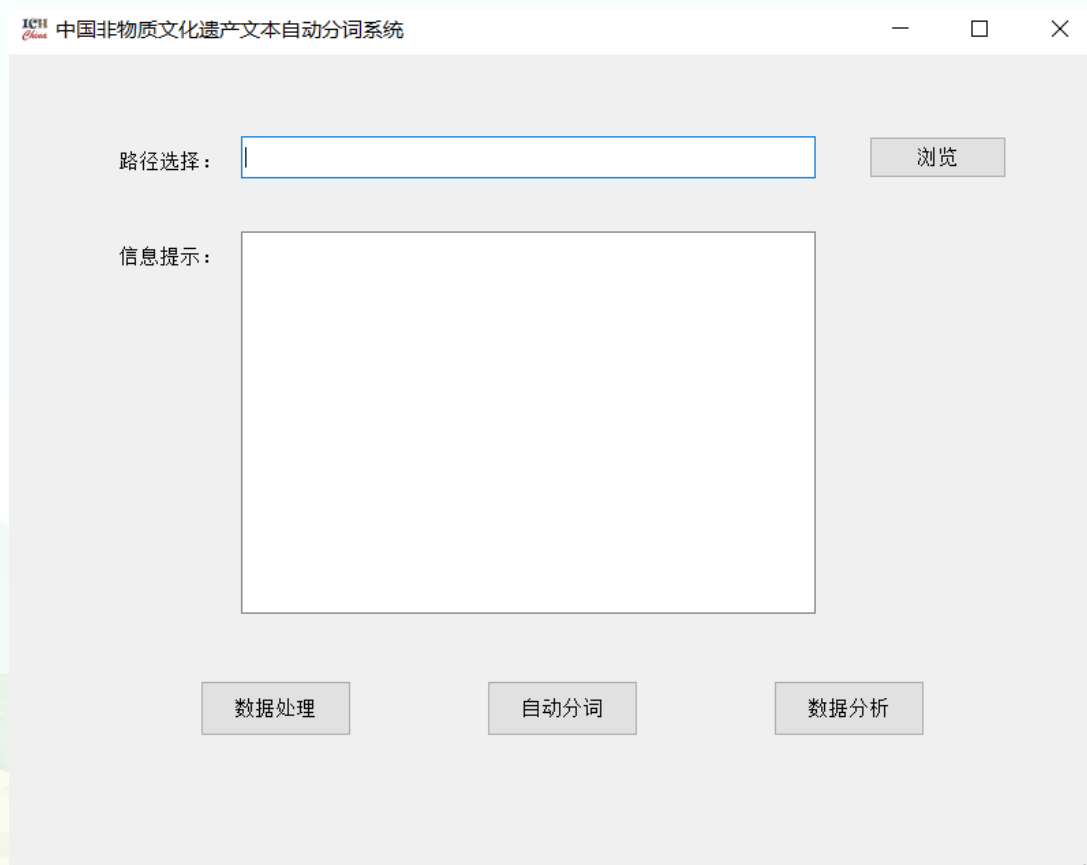 ICH
China
中国非物质文化遗产文本自动分词系统
路径选择：
浏览
信息提示：
数据处理
自动分词
数据分析